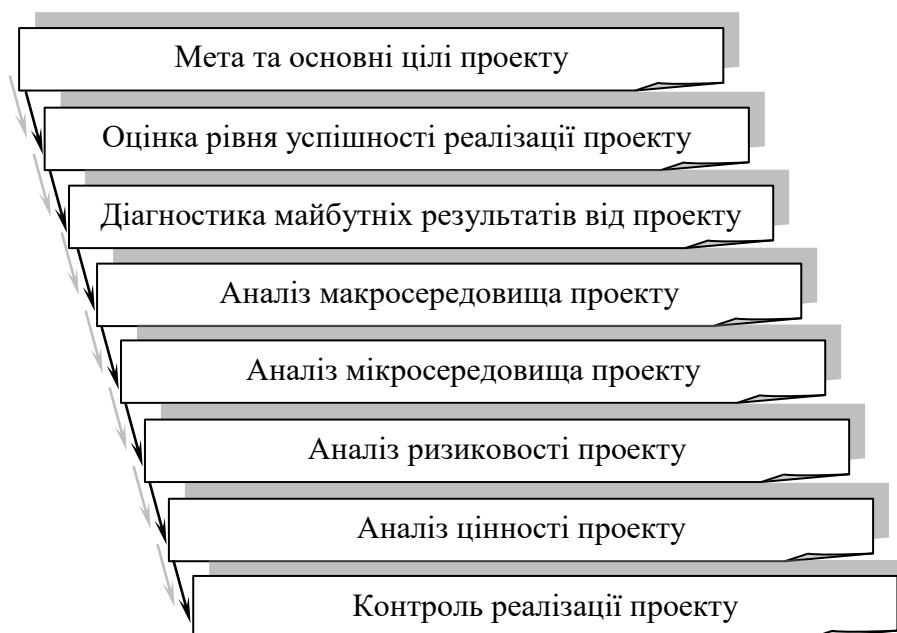 Мета та основні цілі проекту
Оцінка рівня успішності реалізації проекту
Діагностика майбутніх результатів від проекту
Аналіз макросередовища проекту
Аналіз мікросередовища проекту
Аналіз ризиковості проекту
Аналіз цінності проекту
Контроль реалізації проекту